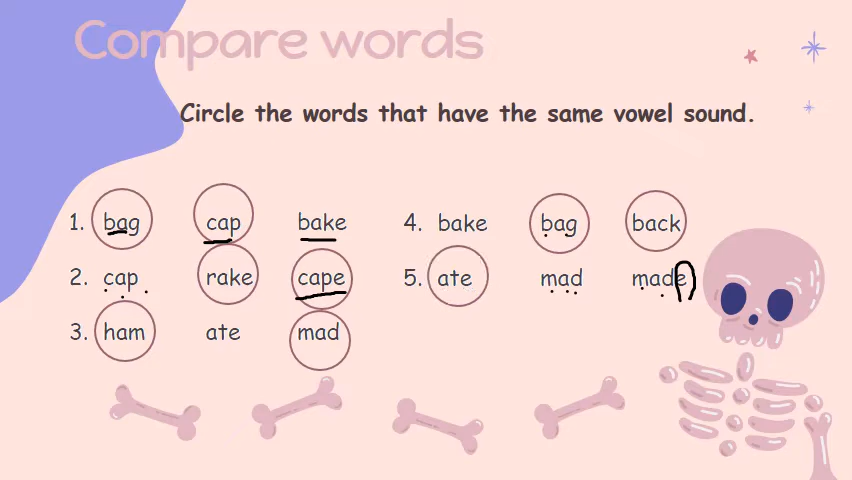 Compare words
Circle the words that have the same vowel sound.
1. bag cap bake 4. bake bag back
2. cap rake cape 5. ate mad made
3. ham ate mad